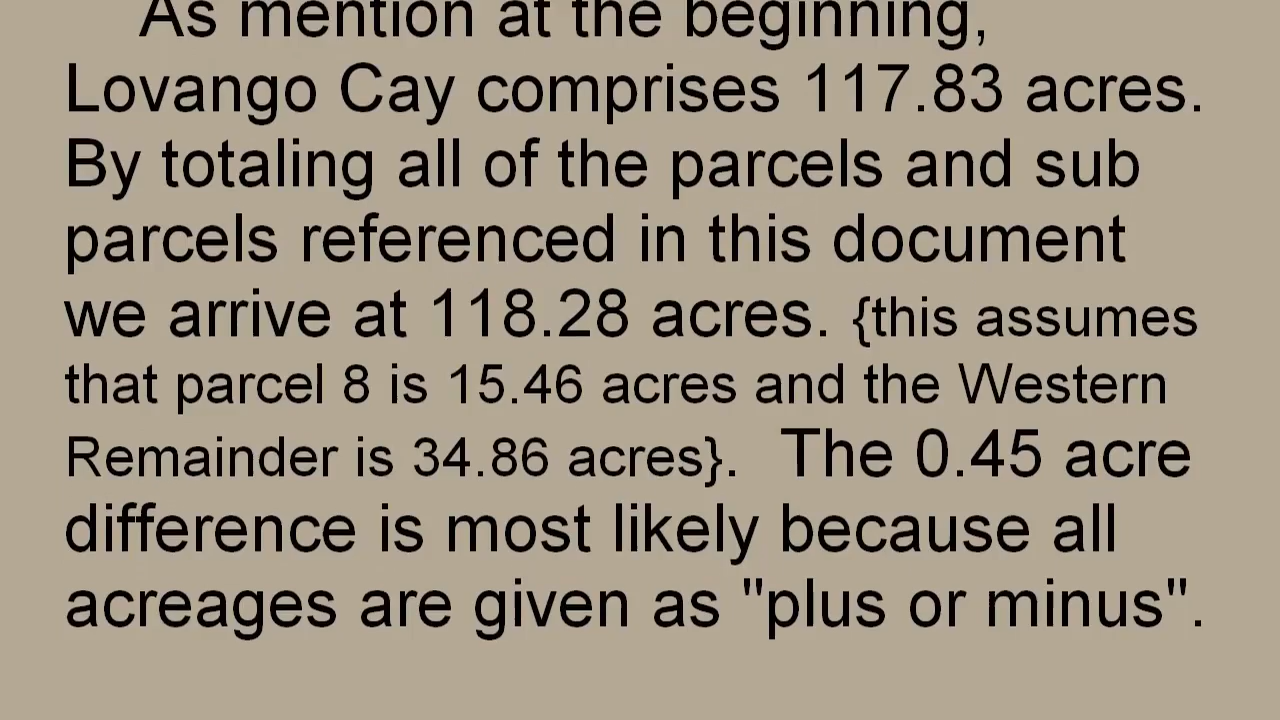 As mention at the beginning,
Lovango Cay comprises 117.83 acres.
By totaling all of the parcels and sub
parcels referenced in this document
we arrive at 118.28 acres. {this assumes
that parcel 8 is 15.46 acres and the Western
Remainder is 34.86 acres}. The 0.45 acre
difference is most likely because all
acreages are given as "plus or minus".